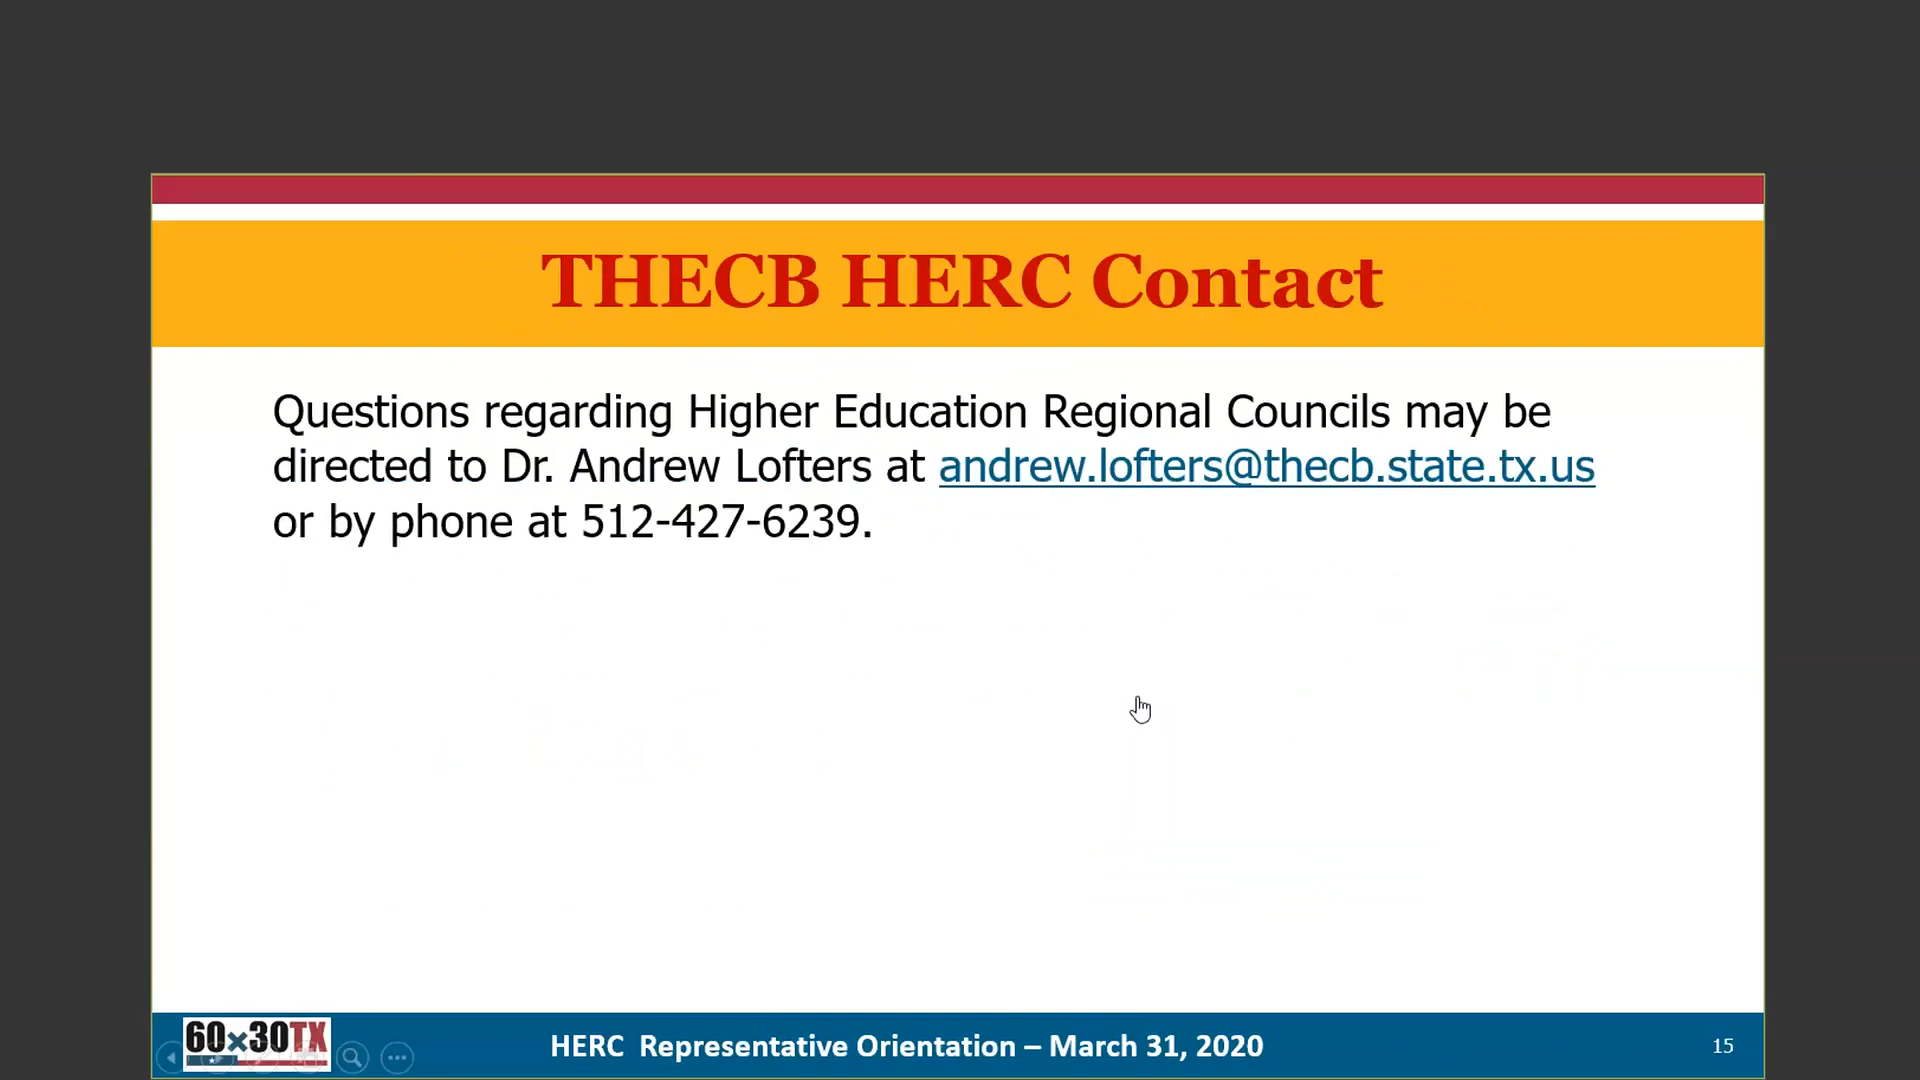 THECB HERC Contact
Questions regarding Higher Education Regional Councils may be
directed to Dr. Andrew Lofters at andrew.lofters@thecb.state.tx.us
or by phone at 512-427-6239.
60x30TX
HERC  Representative Orientation – March 31, 2020
15